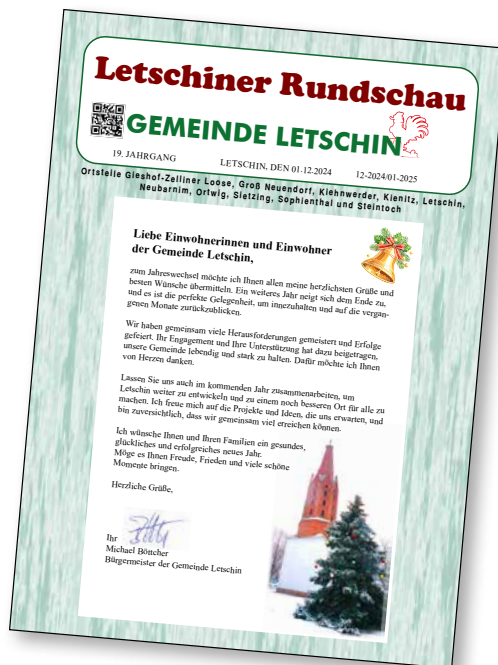 Letschiner Rundschau
GEMEINDE LETSCHIN
19. JAHRGANG LETSCHIN, DEN 01.12.2024 12-2024/01-2025
Ortsteile Gieshof-Zelliner Loose, Groß Neuendorf, Kiehnwerder, Kienitz, Letschin,
Neubarnim, Ortwig, Sietzing, Sophienthal und Steintoch
Liebe Einwohnerinnen und Einwohner
der Gemeinde Letschin,
zum Jahreswechsel möchte ich Ihnen allen meine herzlichsten Grüße und
besten Wünsche übermitteln. Ein weiteres Jahr neigt sich dem Ende zu,
und es ist die perfekte Gelegenheit, um innezuhalten und auf die vergan-
genen Monate zurückzublicken.
Wir haben gemeinsam viele Herausforderungen gemeistert und Erfolge
gefeiert. Ihr Engagement und Ihre Unterstützung hat dazu beigetragen,
unsere Gemeinde lebendig und stark zu halten. Dafür möchte ich Ihnen
von Herzen danken.
Lassen Sie uns auch im kommenden Jahr zusammenarbeiten, um
Letschin weiter zu entwickeln und zu einem noch besseren Ort für alle zu
machen. Ich freue mich auf die Projekte und Ideen, die uns erwarten, und
bin zuversichtlich, dass wir gemeinsam viel erreichen können.
Ich wünsche Ihnen und Ihren Familien ein gesundes,
glückliches und erfolgreiches neues Jahr.
Möge es Ihnen Freude, Frieden und viele schöne
Momente bringen.
Herzliche Grüße,
Ihr
Michael Böttcher
Bürgermeister der Gemeinde Letschin